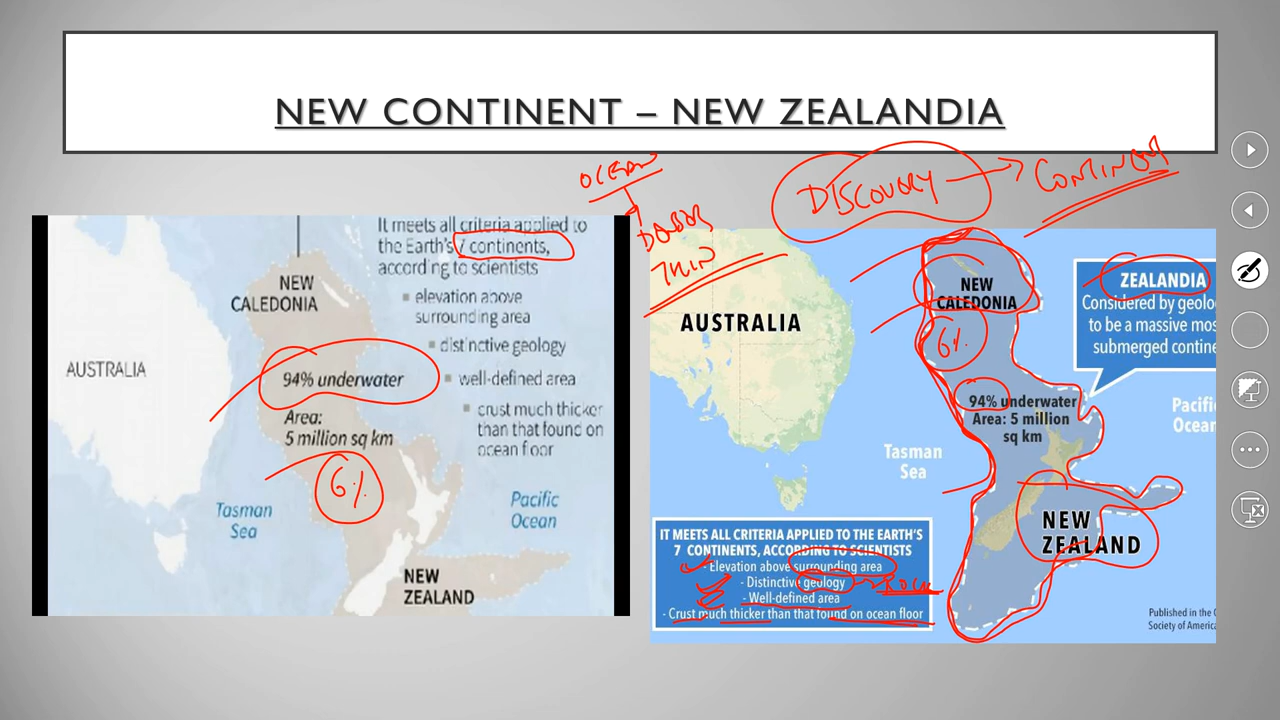 NEW CONTINENT – NEW ZEALANDIA
OCEAN
DISCOVERY
CONTINENT
THIN
It meets all criteria applied to
the Earth's 7 continents,
according to scientists
elevation above
surrounding area
distinctive geology
well-defined area
crust much thicker
than that found on
ocean floor
NEW
CALEDONIA
AUSTRALIA
94% underwater
Area:
5 million sq km
6%
Tasman
Sea
Pacific
Ocean
NEW
ZEALAND
AUSTRALIA
NEW
CALEDONIA
6%
ZEALANDIA
Considered by geolo
to be a massive mos
submerged contine
94% underwater
Area: 5 million
sq km
Tasman
Sea
Pacific
Ocean
NEW
ZEALAND
IT MEETS ALL CRITERIA APPLIED TO THE EARTH'S
7 CONTINENTS, ACCORDING TO SCIENTISTS
- Elevation above surrounding area
- Distinctive geology
ROCK
- Well-defined area
- Crust much thicker than that found on ocean floor
Published in the G
Society of America